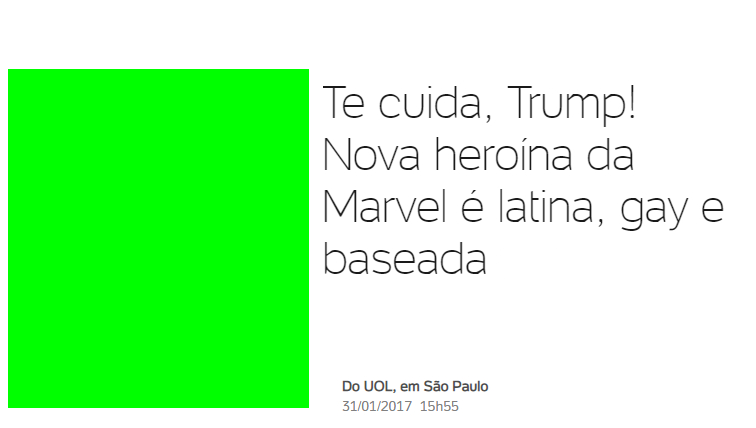 Te cuida, Trump!
Nova heroína da
Marvel é latina, gay e
baseada
Do UOL, em São Paulo
31/01/2017 15h55